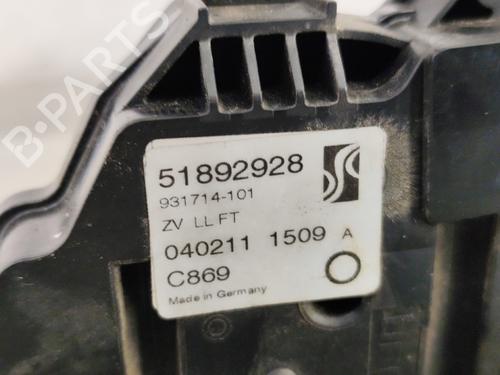 B-PARTS
51892928
931714-101
ZV LL FT
040211 1509 A
C869
Made in Germany